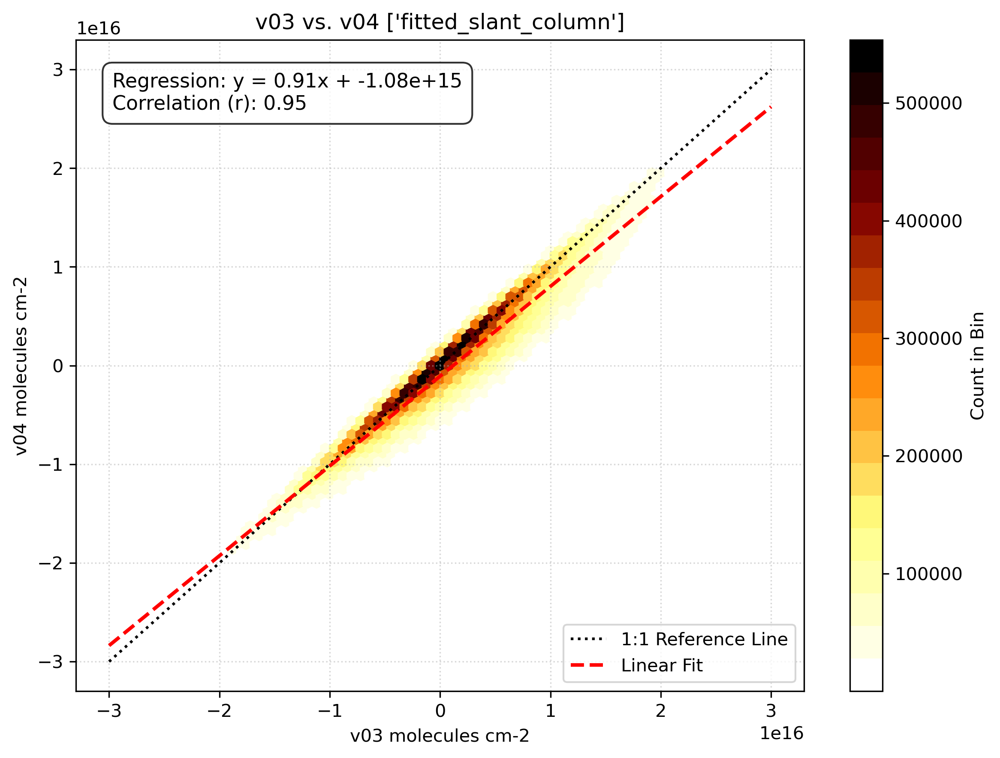 v03 vs. v04 ['fitted_slant_column']
1e16
Regression: y = 0.91x + -1.08e+15
Correlation (r): 0.95
3
2
1
0
−1
−2
−3
v04 molecules cm-2
−3
−2
−1
0
1
2
3
1e16
v03 molecules cm-2
1:1 Reference Line
Linear Fit
500000
400000
300000
200000
100000
Count in Bin